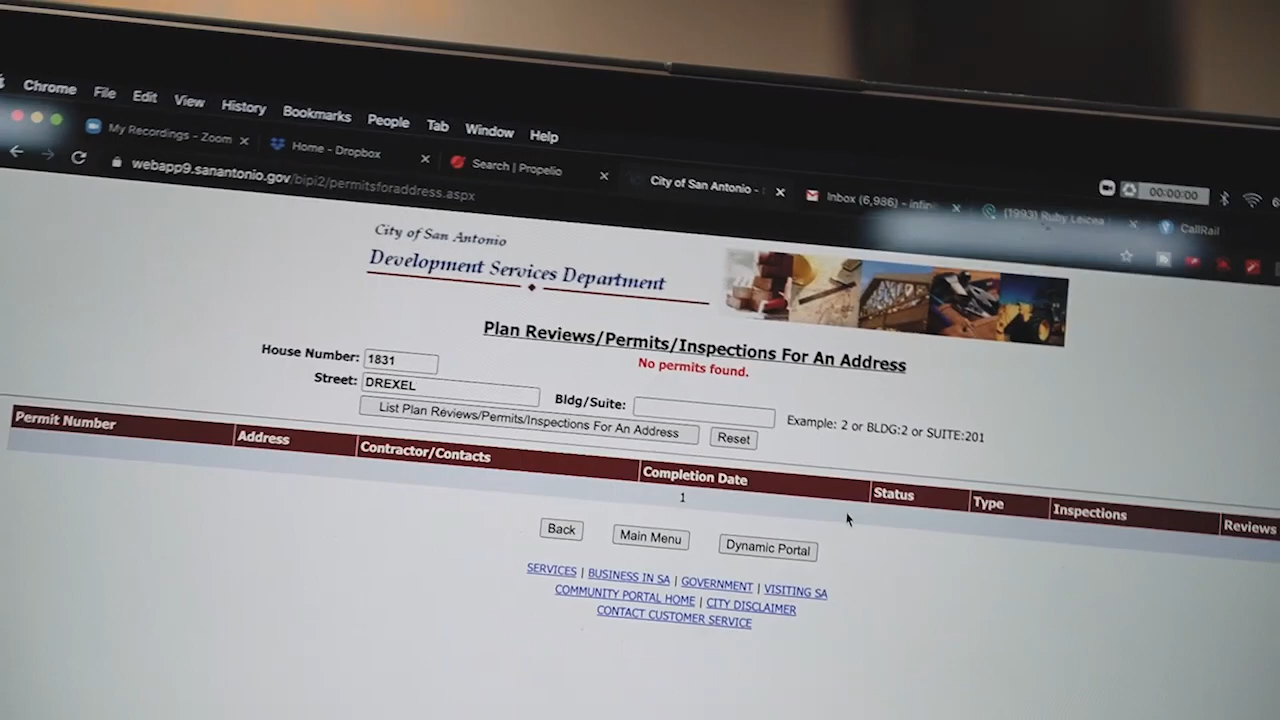 Chrome File Edit View History Bookmarks People Tab Window Help
00:00:00
My Recordings - Zoom
Home - Dropbox
Search | Propelio
City of San Antonio -
Inbox (6,986) - infin
(1993) Ruby Leicea
CallRail
webapp9.sanantonio.gov/bipi2/permitsforaddress.aspx
City of San Antonio
Development Services Department
Plan Reviews/Permits/Inspections For An Address
No permits found.
House Number: 1831
Street: DREXEL
Bldg/Suite:
Example: 2 or BLDG:2 or SUITE:201
List Plan Reviews/Permits/Inspections For An Address
Reset
Permit Number Address Contractor/Contacts Completion Date Status Type Inspections Reviews
1
Back Main Menu Dynamic Portal
SERVICES | BUSINESS IN SA | GOVERNMENT | VISITING SA
COMMUNITY PORTAL HOME | CITY DISCLAIMER
CONTACT CUSTOMER SERVICE